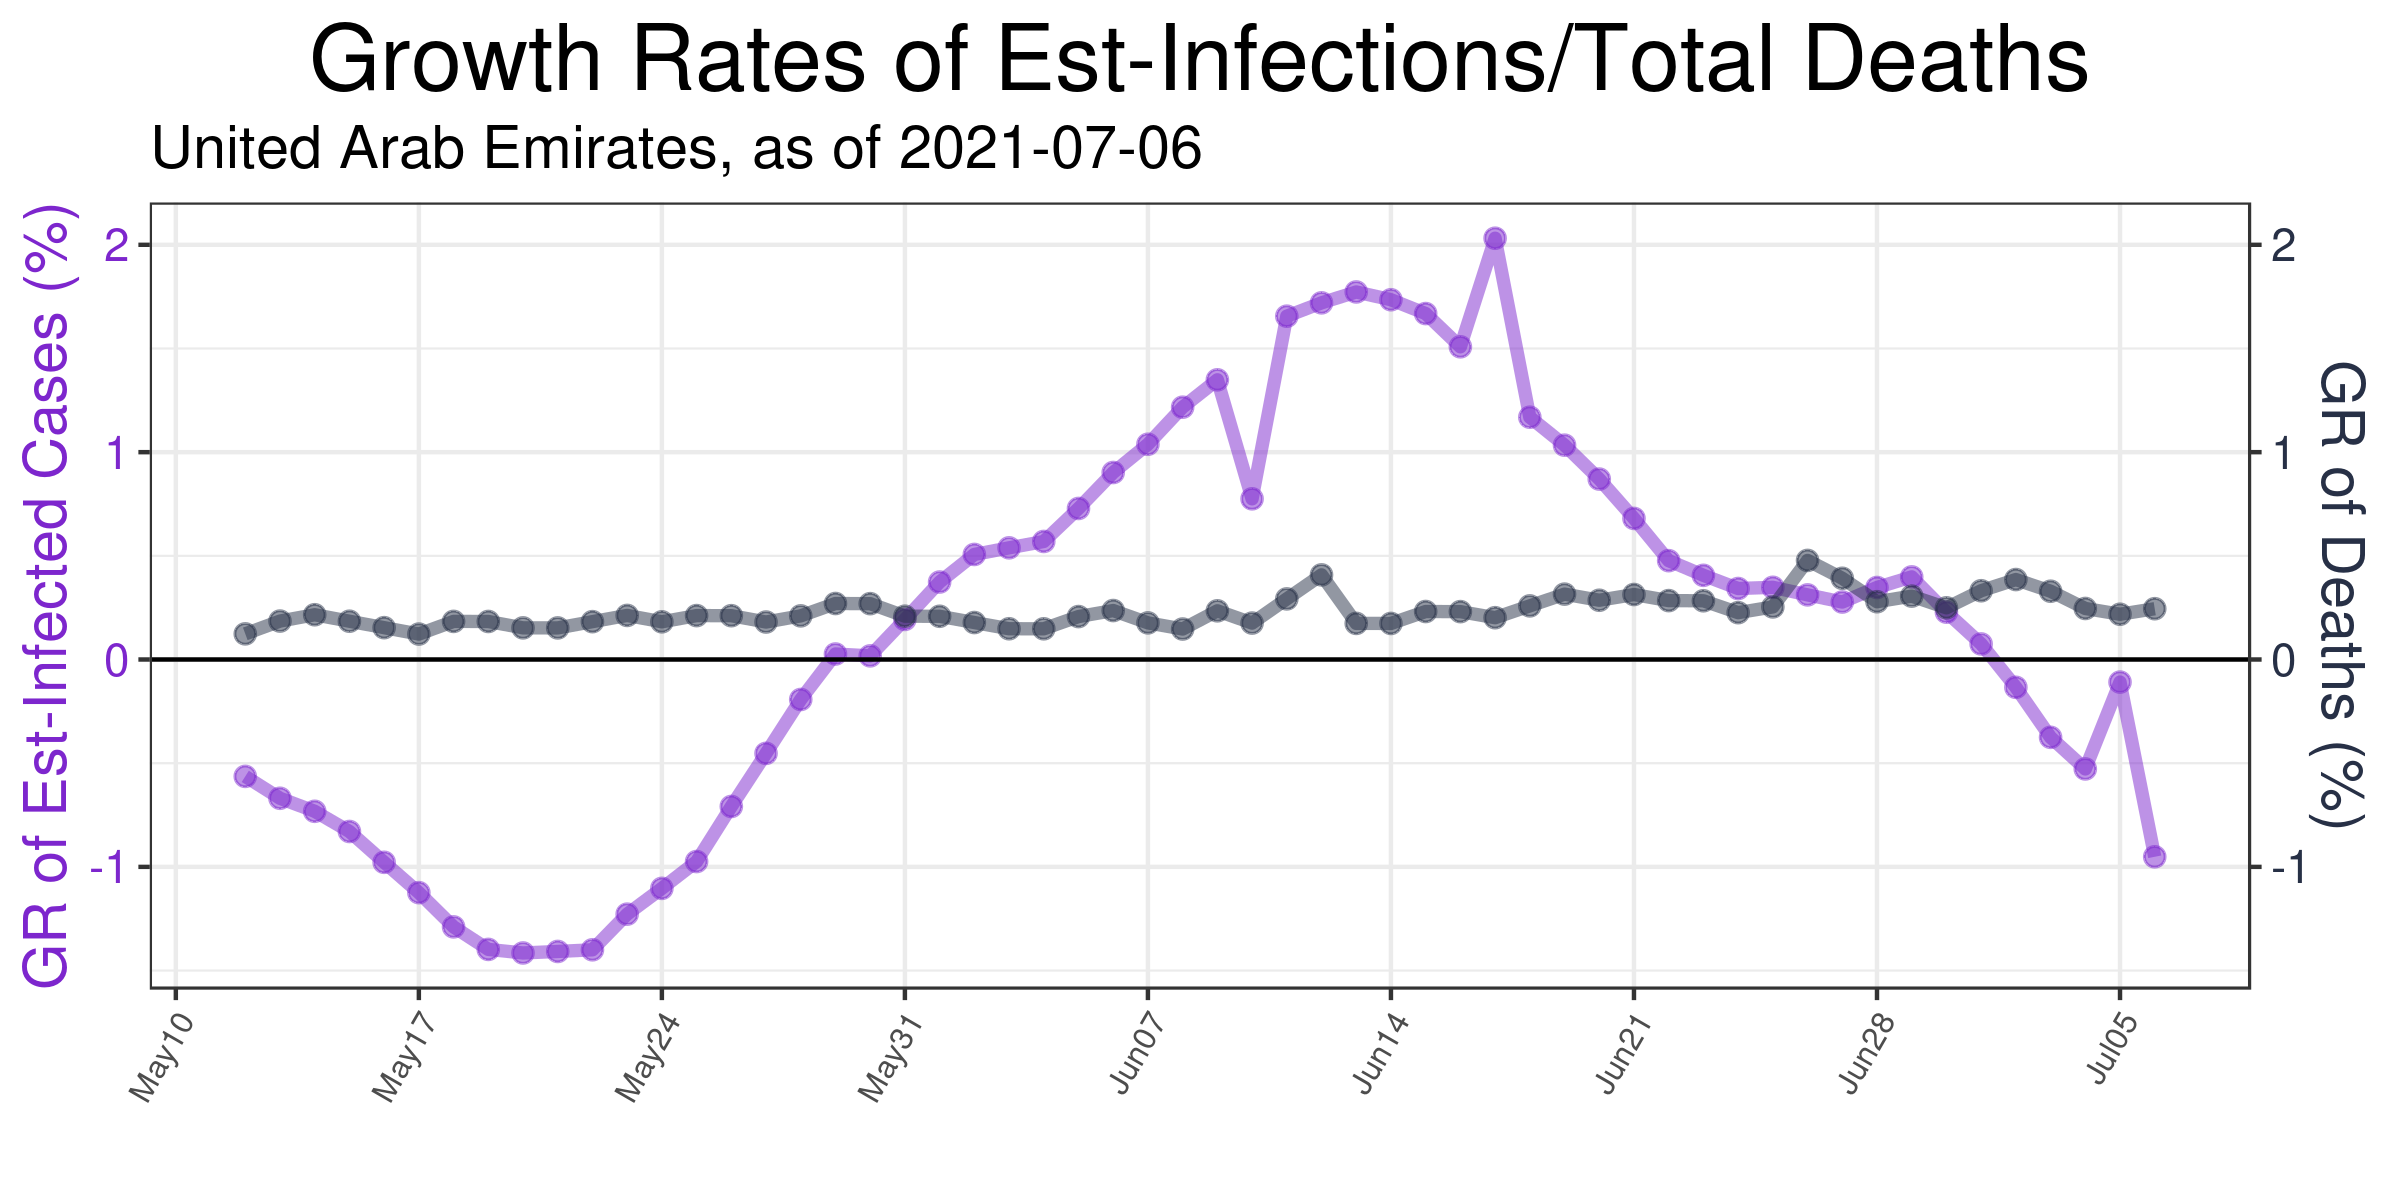 Growth Rates of Est-Infections/Total Deaths
United Arab Emirates, as of 2021-07-06
GR of Est-Infected Cases (%)
2
1
0
-1
2
1
0
-1
GR of Deaths (%)
May10
May17
May24
May31
Jun07
Jun14
Jun21
Jun28
Jul05